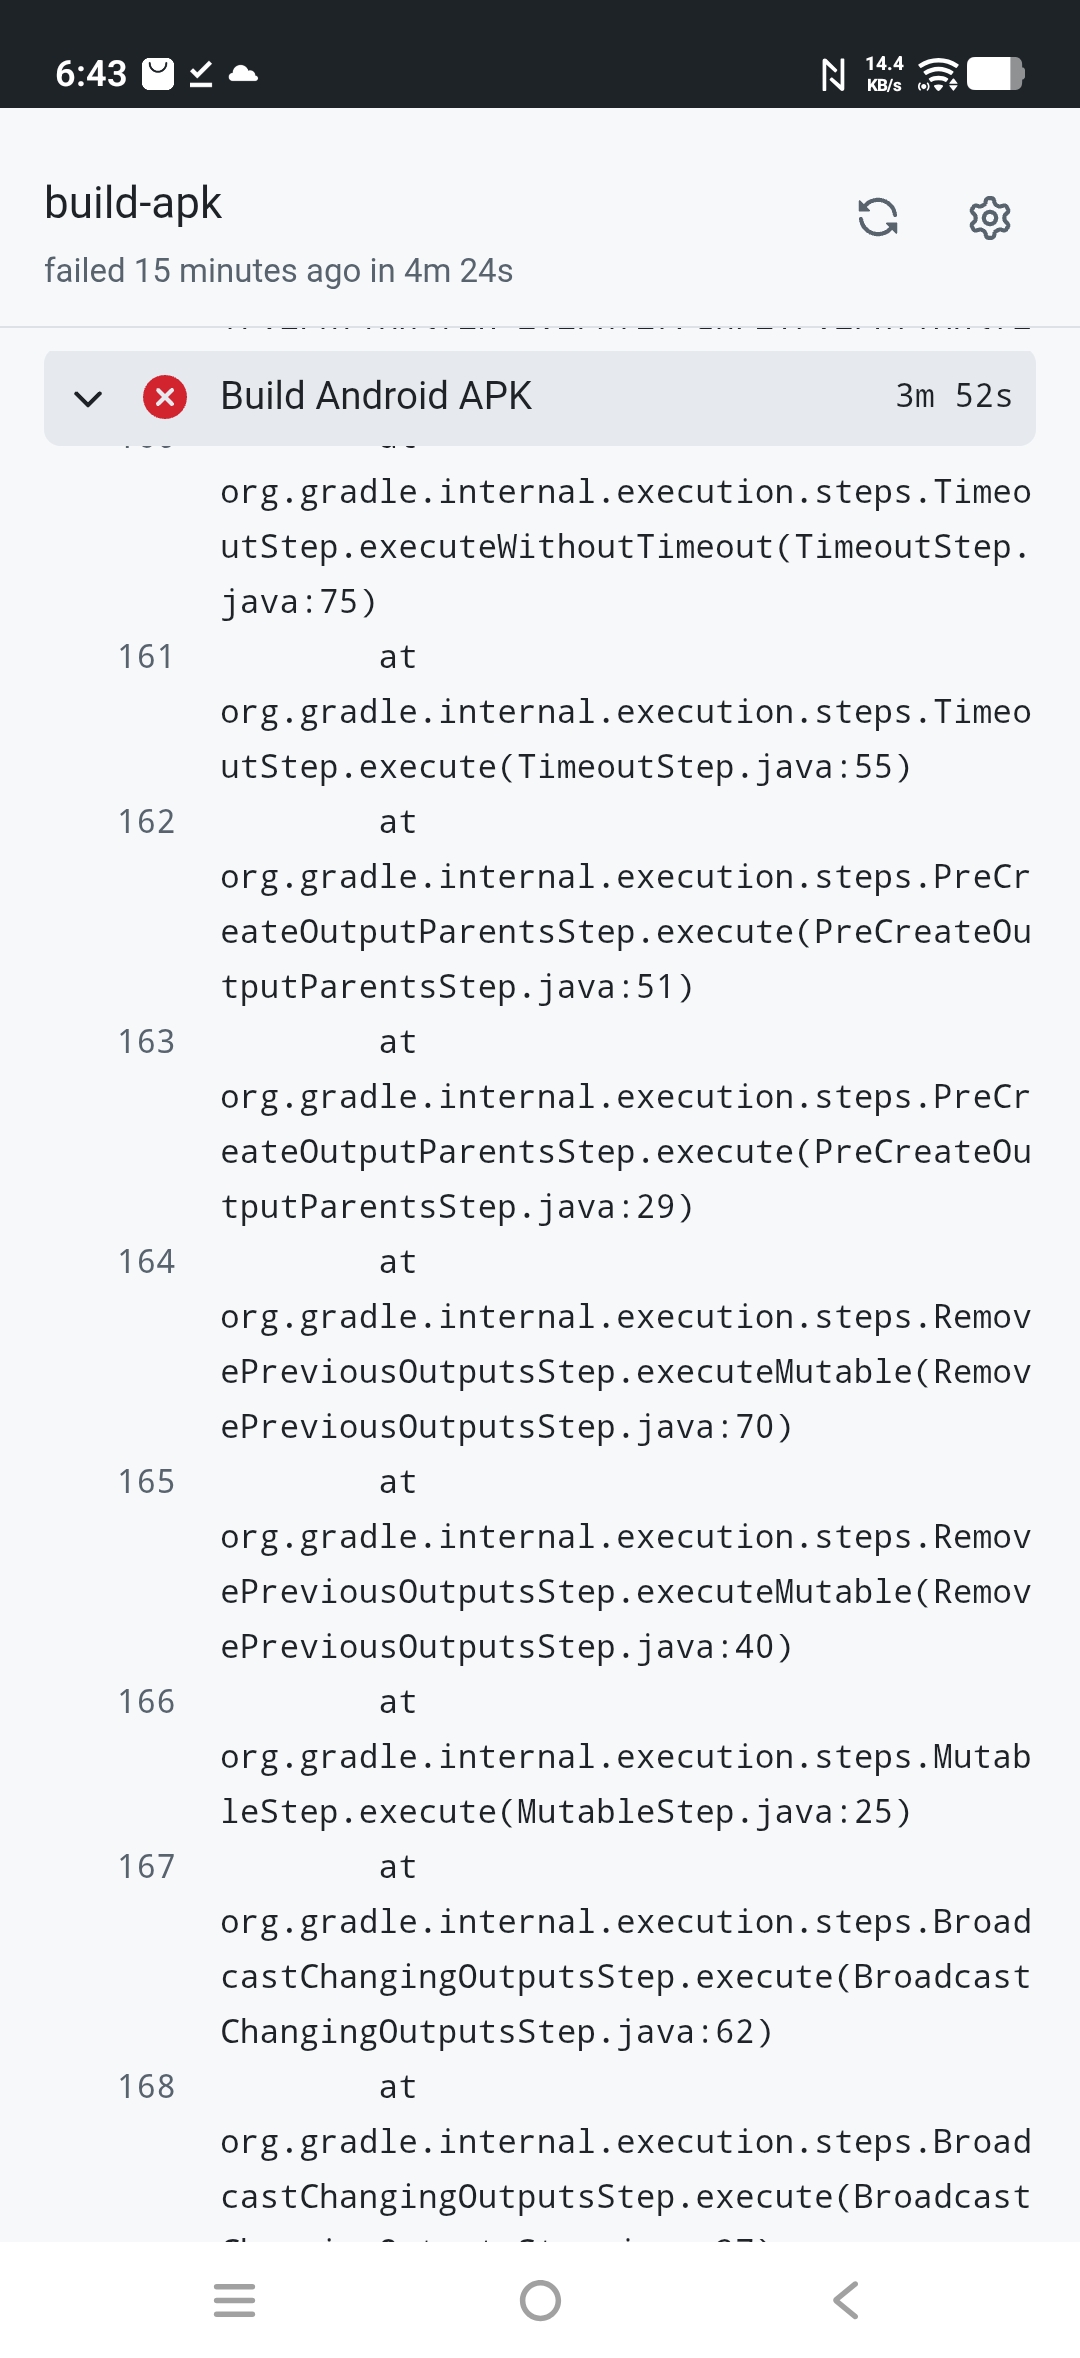 6:43
14.4
KB/s
build-apk
failed 15 minutes ago in 4m 24s
Build Android APK
3m 52s
org.gradle.internal.execution.steps.Timeo
utStep.executeWithoutTimeout(TimeoutStep.
java:75)
161 at
org.gradle.internal.execution.steps.Timeo
utStep.execute(TimeoutStep.java:55)
162 at
org.gradle.internal.execution.steps.PreCr
eateOutputParentsStep.execute(PreCreateOu
tputParentsStep.java:51)
163 at
org.gradle.internal.execution.steps.PreCr
eateOutputParentsStep.execute(PreCreateOu
tputParentsStep.java:29)
164 at
org.gradle.internal.execution.steps.Remov
ePreviousOutputsStep.executeMutable(Remov
ePreviousOutputsStep.java:70)
165 at
org.gradle.internal.execution.steps.Remov
ePreviousOutputsStep.executeMutable(Remov
ePreviousOutputsStep.java:40)
166 at
org.gradle.internal.execution.steps.Mutab
leStep.execute(MutableStep.java:25)
167 at
org.gradle.internal.execution.steps.Broad
castChangingOutputsStep.execute(Broadcast
ChangingOutputsStep.java:62)
168 at
org.gradle.internal.execution.steps.Broad
castChangingOutputsStep.execute(Broadcast